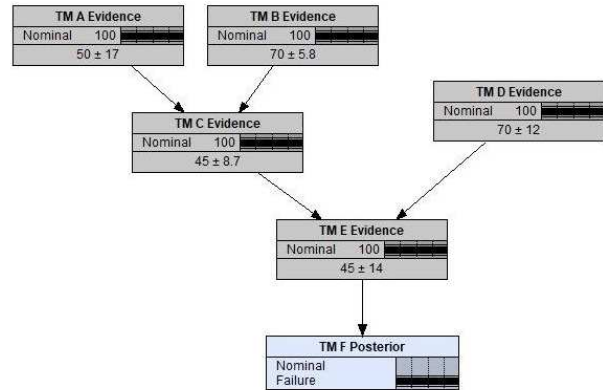 TM A Evidence
Nominal 100
50 ± 17
TM B Evidence
Nominal 100
70 ± 5.8
TM D Evidence
Nominal 100
70 ± 12
TM C Evidence
Nominal 100
45 ± 8.7
TM E Evidence
Nominal 100
45 ± 14
TM F Posterior
Nominal
Failure